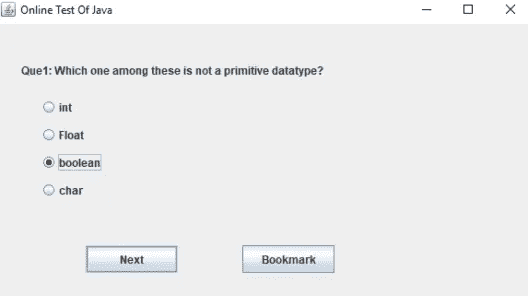 Online Test Of Java
Que1: Which one among these is not a primitive datatype?
int
Float
boolean
char
Next
Bookmark